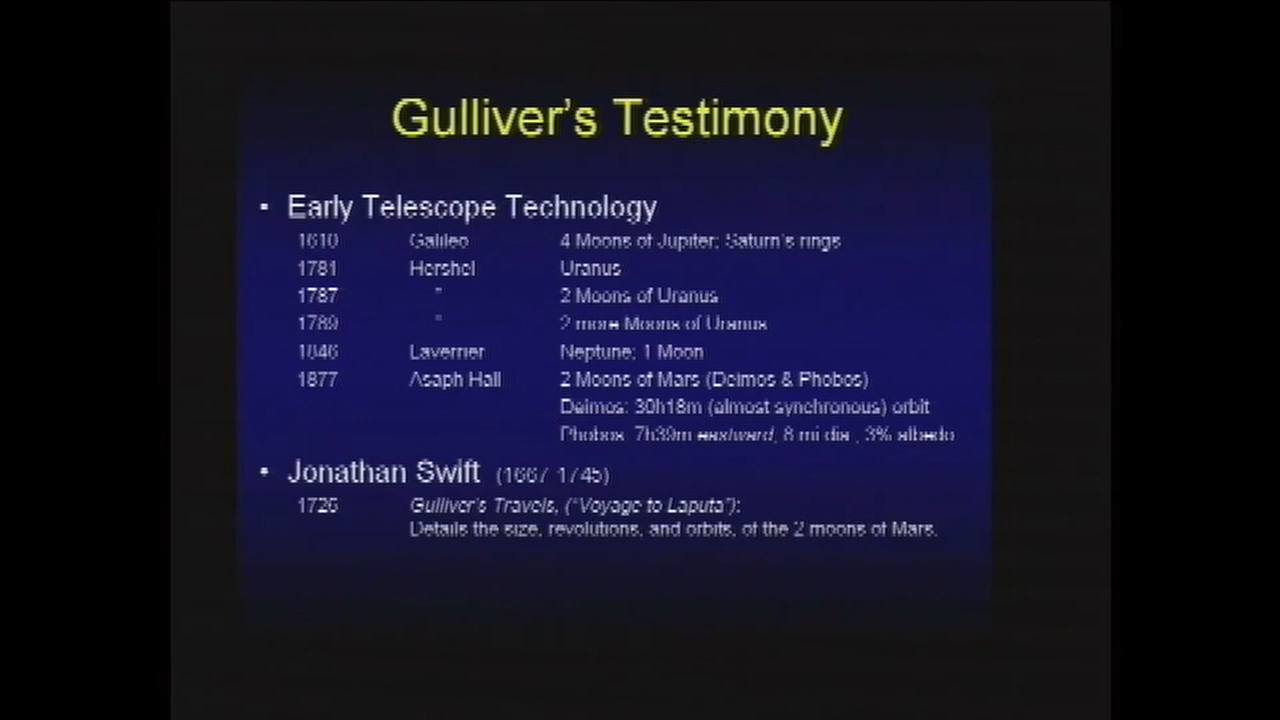 Gulliver's Testimony
• Early Telescope Technology
1610 Galileo 4 Moons of Jupiter; Saturn's rings
1781 Hershel Uranus
1787 " 2 Moons of Uranus
1789 " 2 more Moons of Uranus
1846 Laverrier Neptune; 1 Moon
1877 Asaph Hall 2 Moons of Mars (Deimos & Phobos)
Deimos: 30h18m (almost synchronous) orbit
Phobos: 7h39m eastward, 8 mi dia., 3% albedo
• Jonathan Swift (1667-1745)
1726 Gulliver's Travels, ("Voyage to Laputa"):
Details the size, revolutions, and orbits, of the 2 moons of Mars.